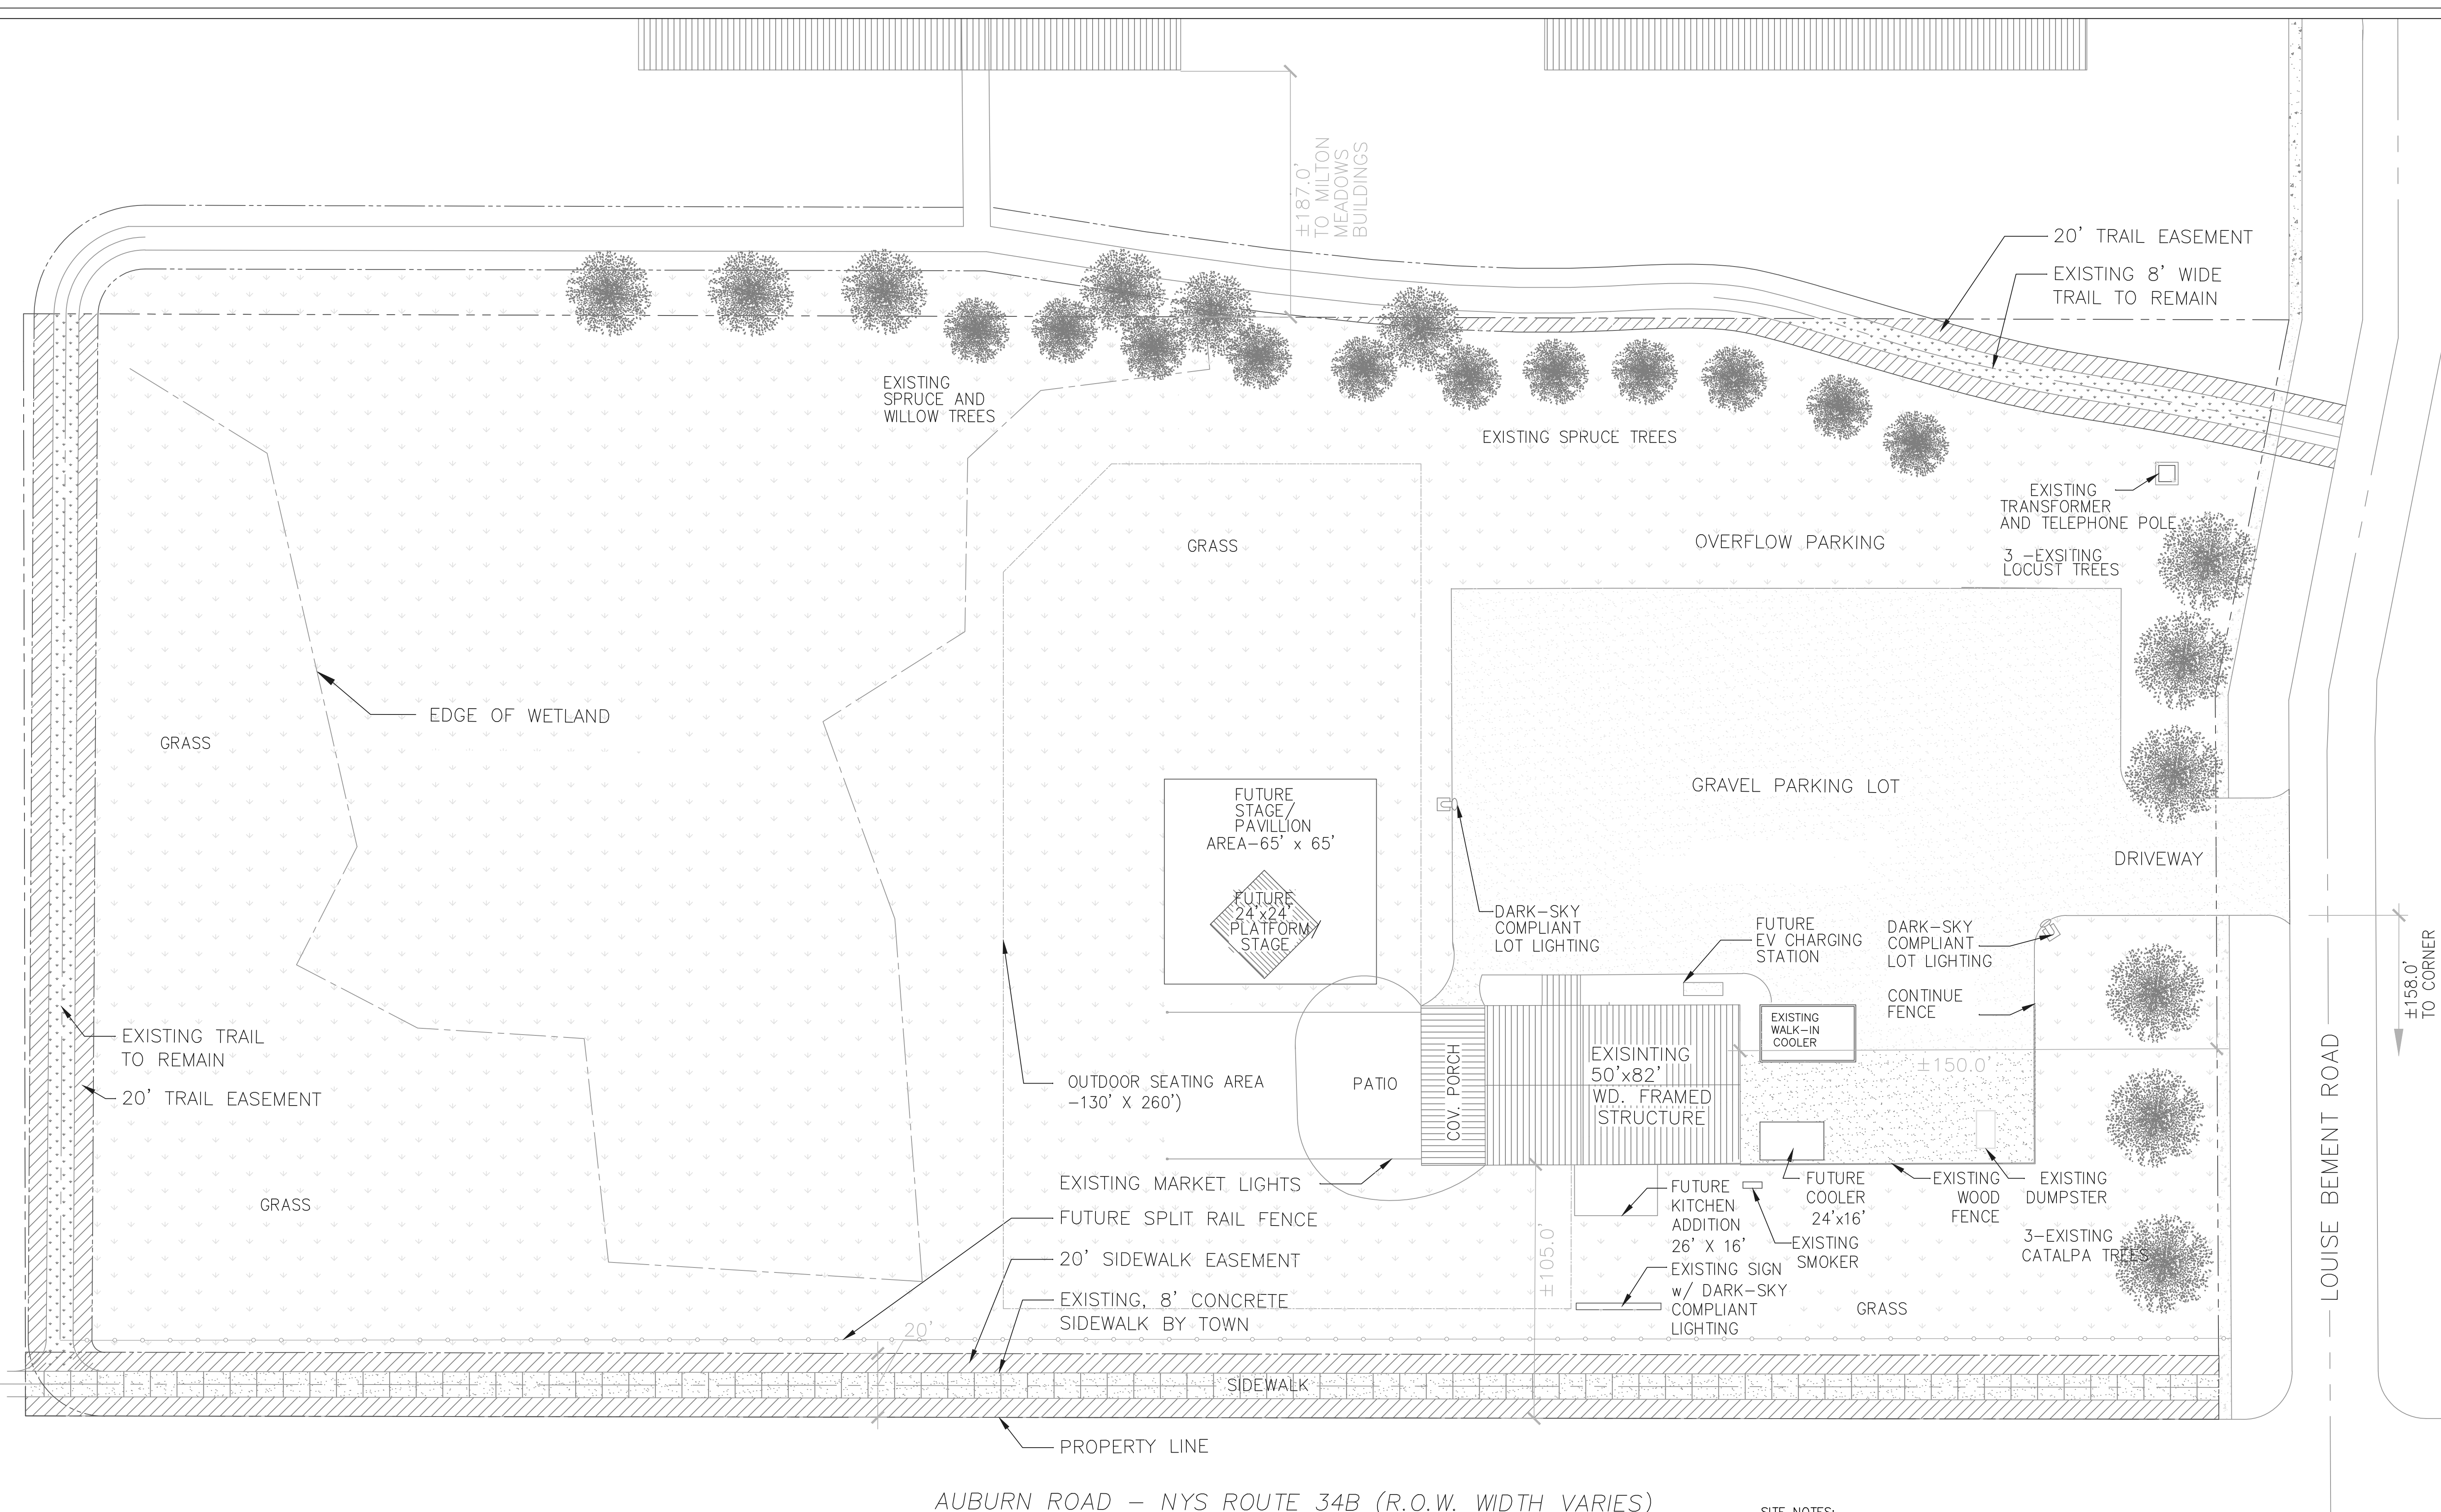 ±187.0'
TO MILTON
MEADOWS
BUILDINGS
20' TRAIL EASEMENT
EXISTING 8' WIDE
TRAIL TO REMAIN
EXISTING
SPRUCE AND
WILLOW TREES
EXISTING SPRUCE TREES
EXISTING
TRANSFORMER
AND TELEPHONE POLE
3 -EXSITING
LOCUST TREES
OVERFLOW PARKING
GRASS
EDGE OF WETLAND
GRASS
GRAVEL PARKING LOT
FUTURE
STAGE/
PAVILLION
AREA-65' x 65'
FUTURE
24'x24'
PLATFORM/
STAGE
DRIVEWAY
DARK-SKY
COMPLIANT
LOT LIGHTING
FUTURE
EV CHARGING
STATION
DARK-SKY
COMPLIANT
LOT LIGHTING
CONTINUE
FENCE
±158.0'
TO CORNER
EXISTING
WALK-IN
COOLER
EXISTING TRAIL
TO REMAIN
20' TRAIL EASEMENT
OUTDOOR SEATING AREA
-130' X 260')
PATIO
COV. PORCH
EXISINTING
50'x82'
WD. FRAMED
STRUCTURE
±150.0'
LOUISE BEMENT ROAD
EXISTING MARKET LIGHTS
FUTURE SPLIT RAIL FENCE
20' SIDEWALK EASEMENT
EXISTING, 8' CONCRETE
SIDEWALK BY TOWN
GRASS
20'
±105.0'
FUTURE
KITCHEN
ADDITION
26' X 16'
EXISTING
SMOKER
FUTURE
COOLER
24'x16'
EXISTING
WOOD
FENCE
EXISTING
DUMPSTER
3-EXISTING
CATALPA TREES
EXISTING SIGN
w/ DARK-SKY
COMPLIANT
LIGHTING
GRASS
SIDEWALK
PROPERTY LINE
AUBURN ROAD - NYS ROUTE 34B (R.O.W. WIDTH VARIES)
SITE NOTES: